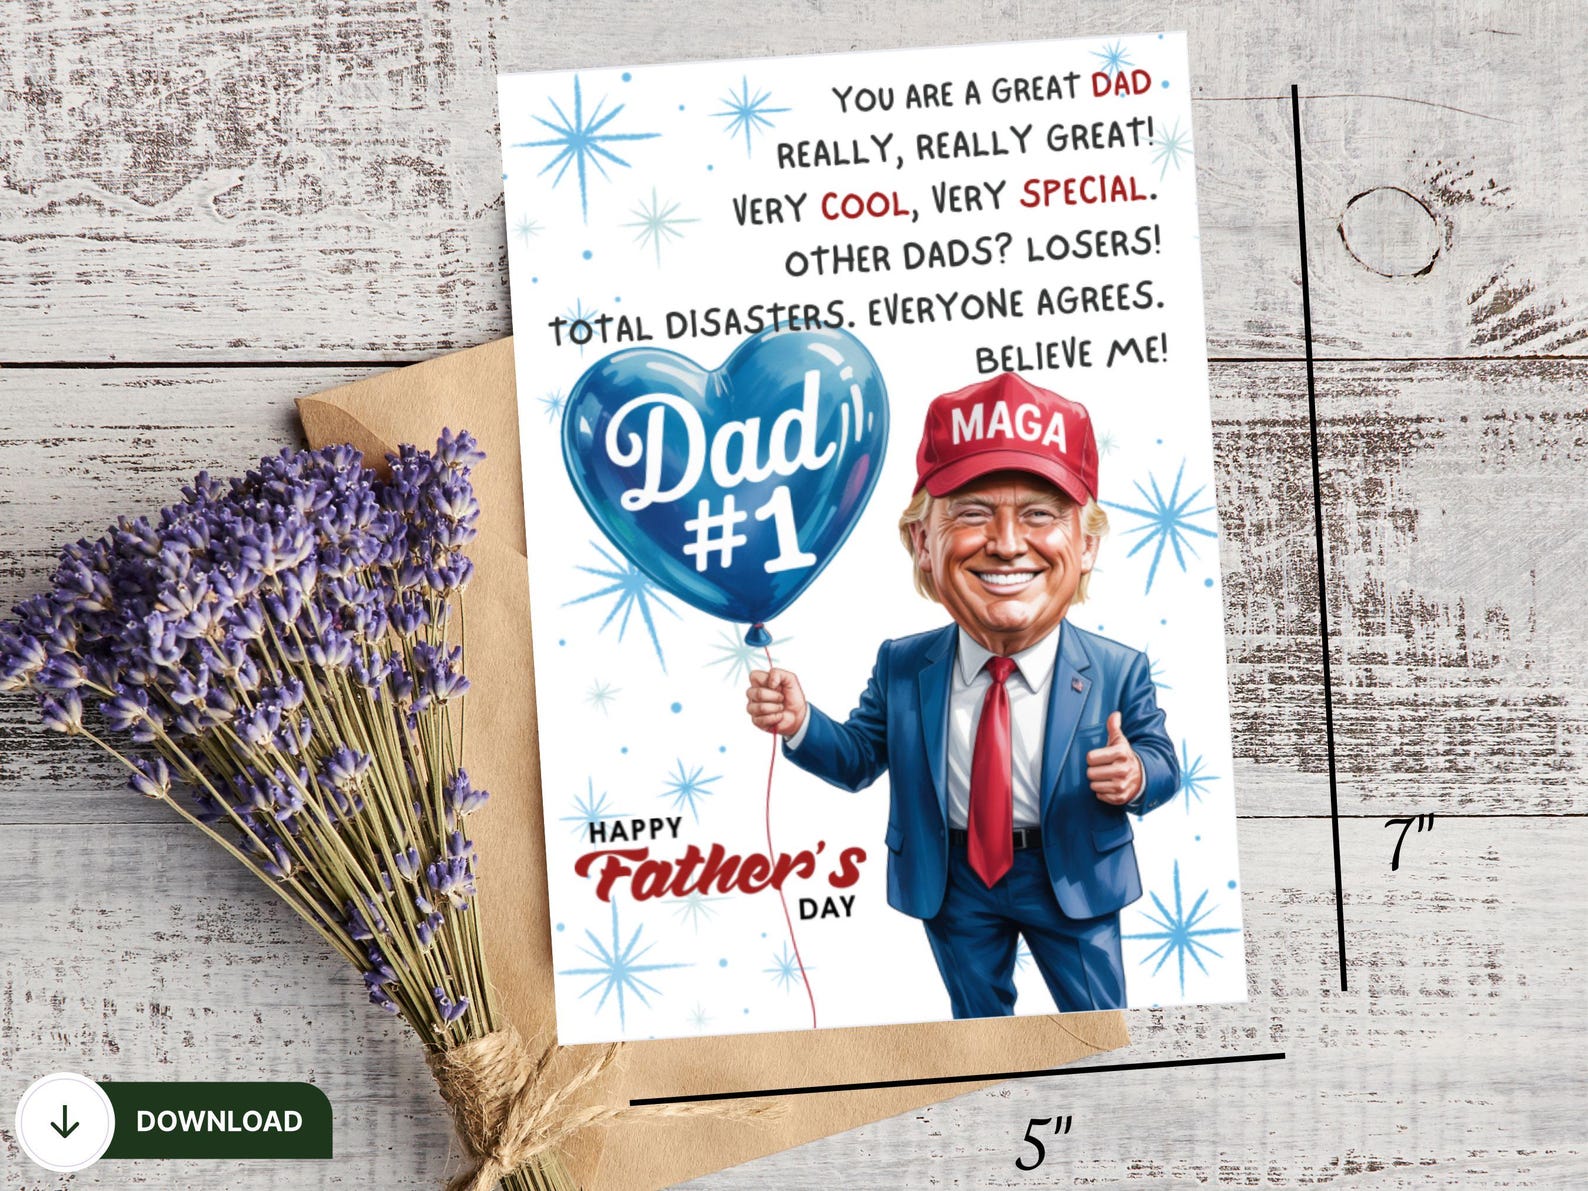 YOU ARE A GREAT DAD
REALLY, REALLY GREAT!
VERY COOL, VERY SPECIAL.
OTHER DADS? LOSERS!
TOTAL DISASTERS. EVERYONE AGREES.
BELIEVE ME!
MAGA
Dad
#1
HAPPY
Father's
DAY
7"
5"
DOWNLOAD